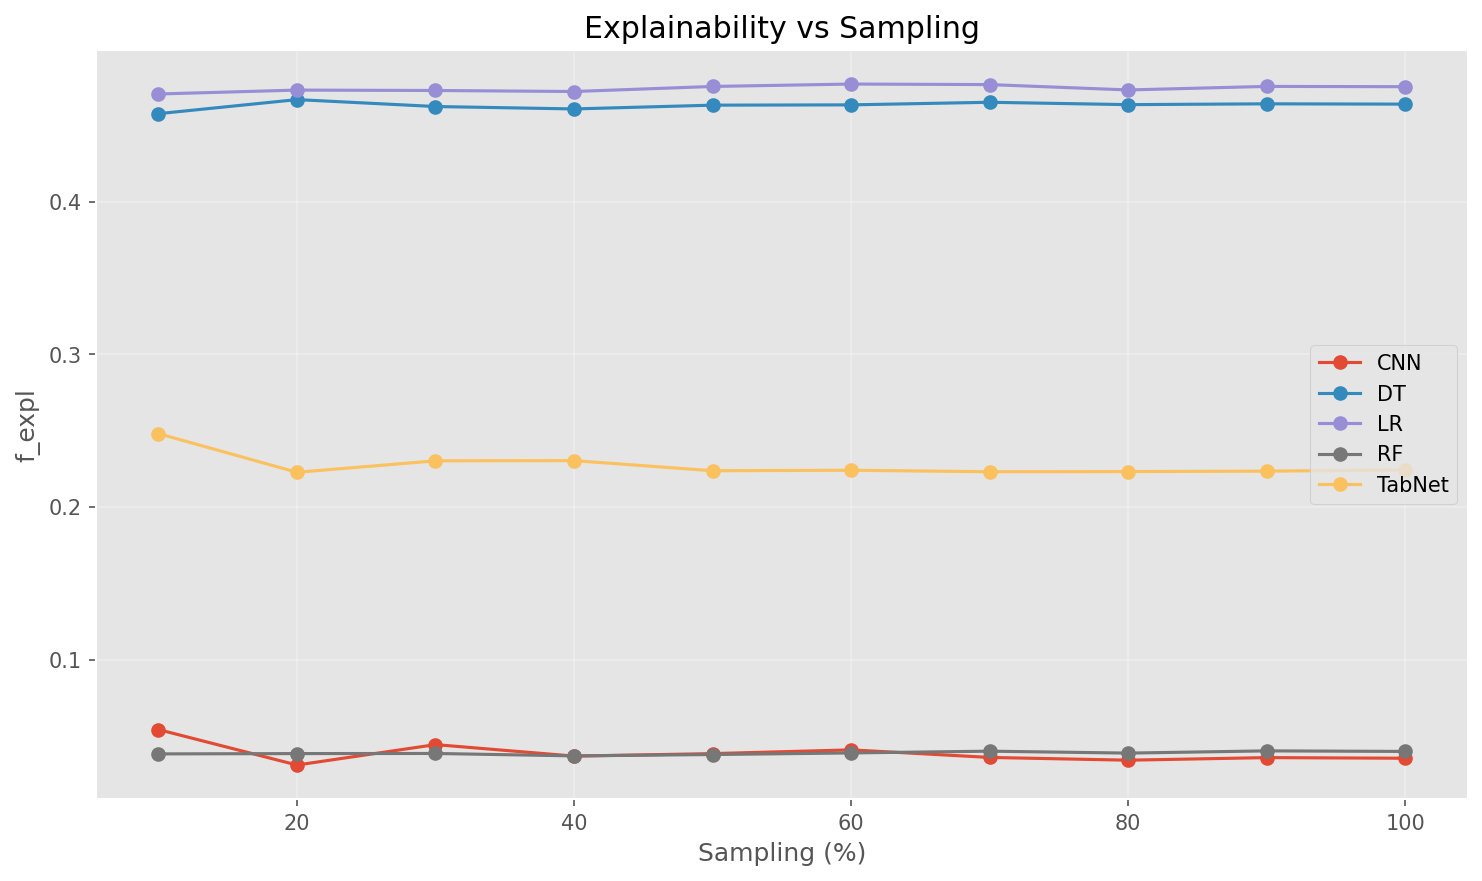 Explainability vs Sampling
f_expl
0.4
0.3
0.2
0.1
20
40
60
80
100
Sampling (%)
CNN
DT
LR
RF
TabNet